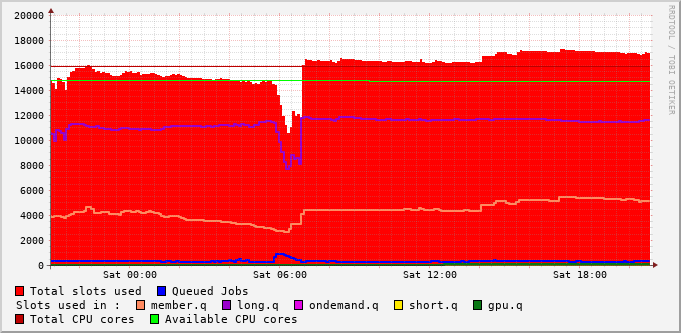 20000
18000
16000
14000
12000
10000
8000
6000
4000
2000
0
Sat 00:00 Sat 06:00 Sat 12:00 Sat 18:00
Total slots used Queued Jobs
Slots used in : member.q long.q ondemand.q short.q gpu.q
Total CPU cores Available CPU cores
RRDTOOL / TOBI OETIKER